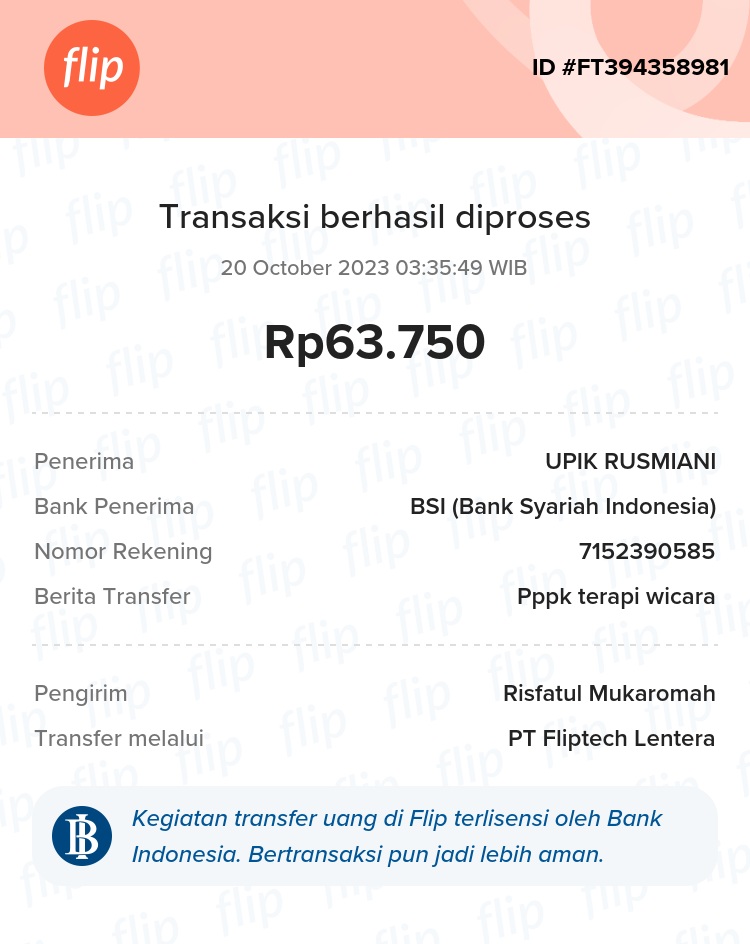 flip
ID #FT394358981
Transaksi berhasil diproses
20 October 2023 03:35:49 WIB
Rp63.750
Penerima UPIK RUSMIANI
Bank Penerima BSI (Bank Syariah Indonesia)
Nomor Rekening 7152390585
Berita Transfer Pppk terapi wicara
Pengirim Risfatul Mukaromah
Transfer melalui PT Fliptech Lentera
Kegiatan transfer uang di Flip terlisensi oleh Bank
Indonesia. Bertransaksi pun jadi lebih aman.